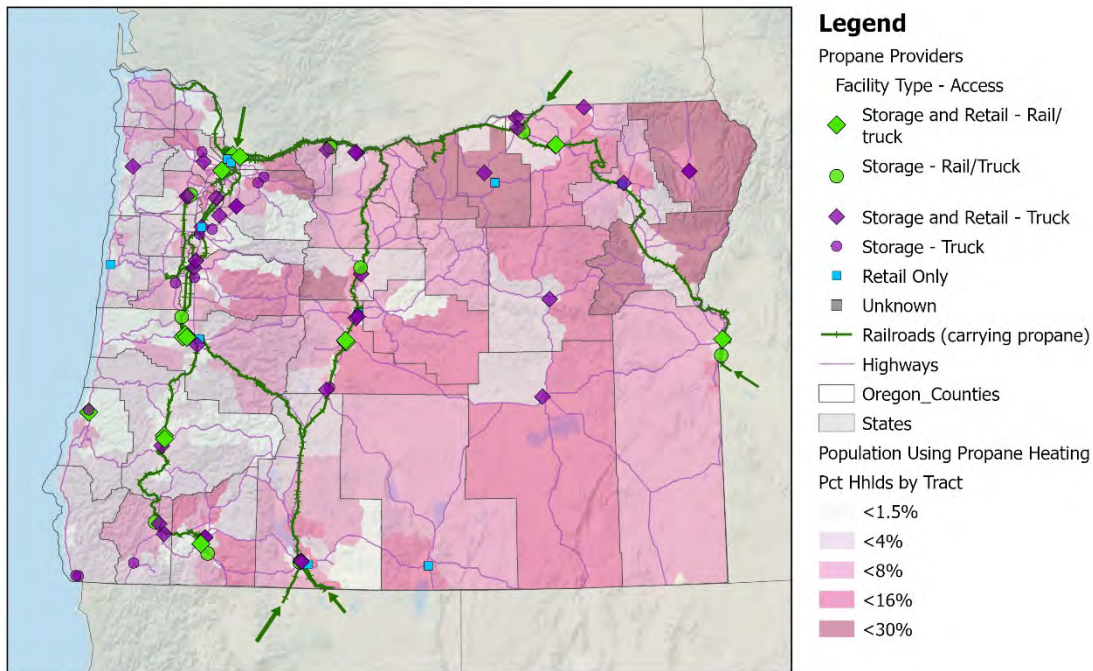 Legend
Propane Providers
Facility Type - Access
Storage and Retail - Rail/
truck
Storage - Rail/Truck
Storage and Retail - Truck
Storage - Truck
Retail Only
Unknown
Railroads (carrying propane)
Highways
Oregon_Counties
States
Population Using Propane Heating
Pct Hhlds by Tract
<1.5%
<4%
<8%
<16%
<30%